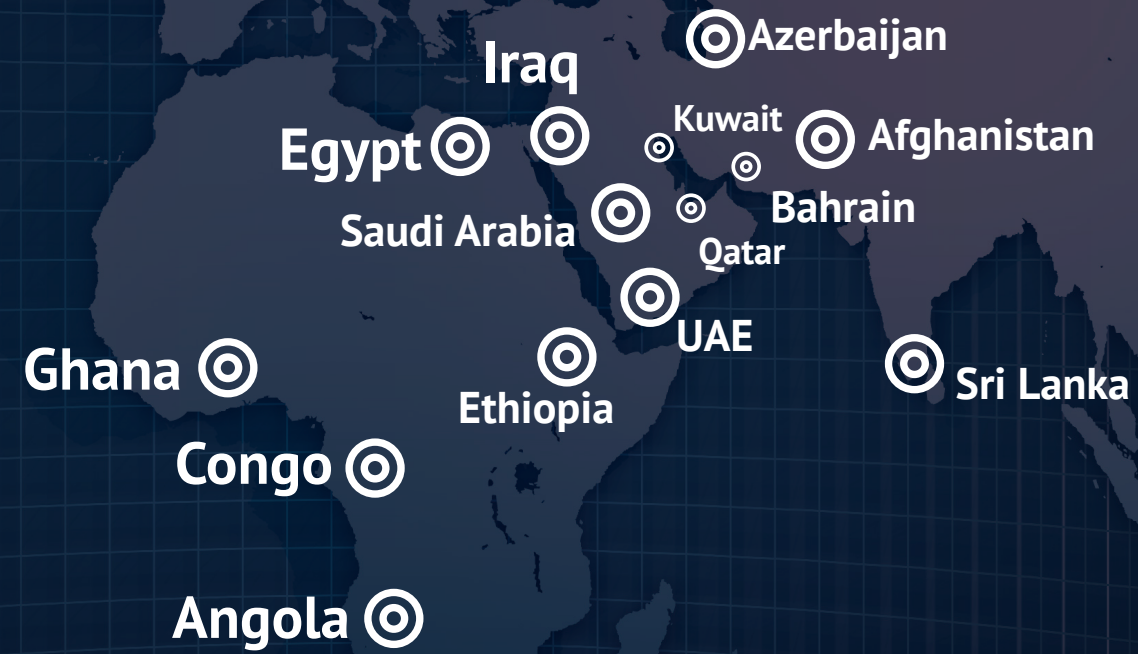 Azerbaijan
Iraq
Kuwait
Afghanistan
Egypt
Bahrain
Saudi Arabia
Qatar
UAE
Ghana
Sri Lanka
Ethiopia
Congo
Angola